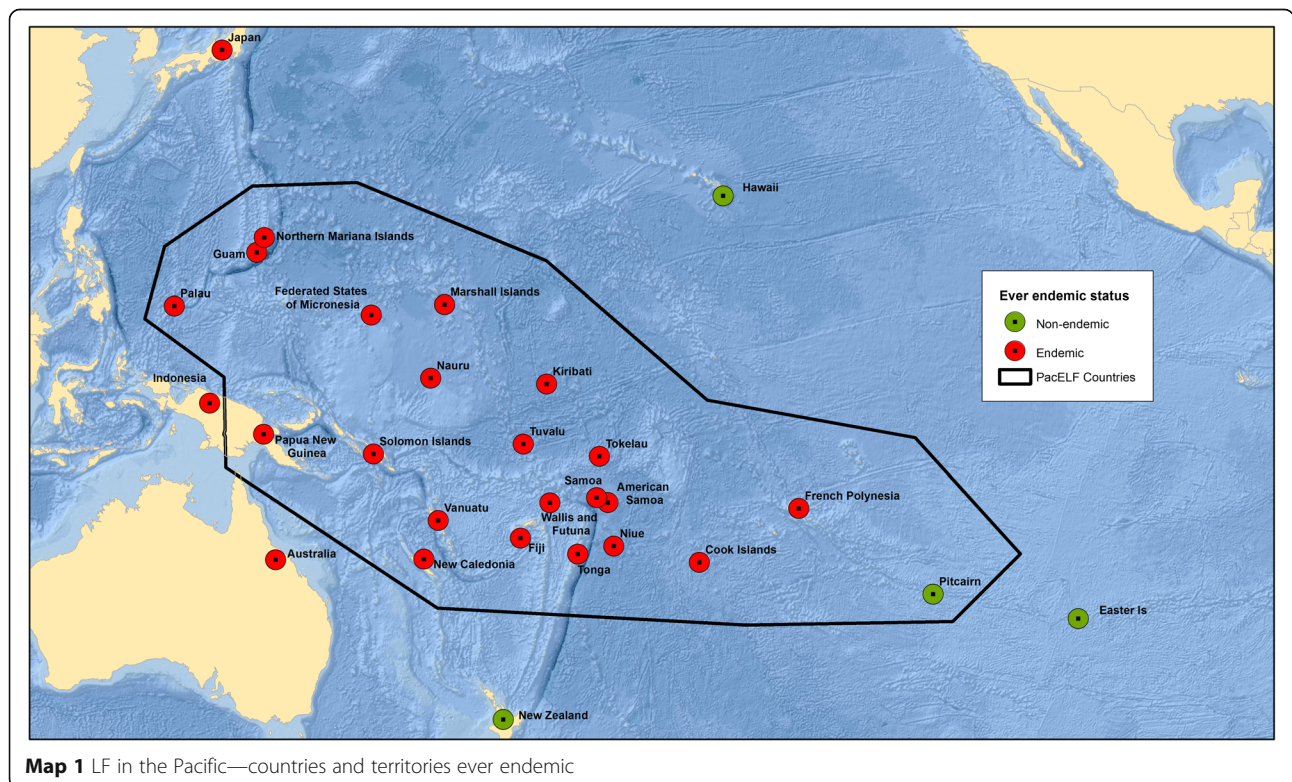 Japan
Hawaii
Northern Mariana Islands
Guam
Palau
Federated States
of Micronesia
Marshall Islands
Ever endemic status
Non-endemic
Endemic
PacELF Countries
Indonesia
Nauru
Kiribati
Papua New
Guinea
Solomon Islands
Tuvalu
Tokelau
Samoa
American
Samoa
French Polynesia
Vanuatu
Wallis and
Futuna
Fiji
Niue
Tonga
Cook Islands
Australia
New Caledonia
Pitcairn
Easter Is
New Zealand
Map 1 LF in the Pacific—countries and territories ever endemic